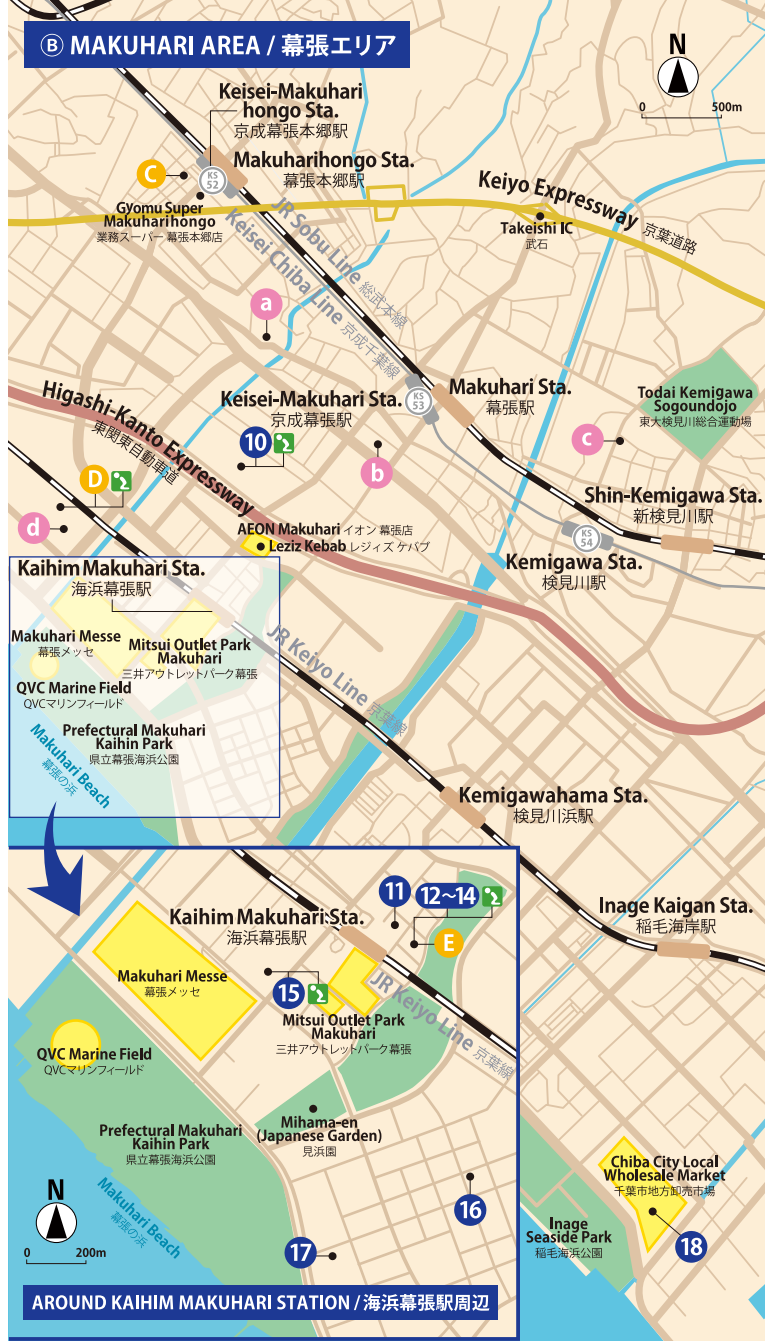 Ⓑ MAKUHARI AREA / 幕張エリア
N
0 500m
Keisei-Makuhari
hongo Sta.
京成幕張本郷駅
Makuharihongo Sta.
幕張本郷駅
C
KS
52
Gyomu Super
Makuharihongo
業務スーパー 幕張本郷店
Keiyo Expressway 京葉道路
Takeishi IC
武石
JR Sobu Line 総武本線
Keisei Chiba Line 京成千葉線
a
Higashi-Kanto Expressway
東関東自動車道
Keisei-Makuhari Sta.
京成幕張駅
KS
53
Makuhari Sta.
幕張駅
Todai Kemigawa
Sogoundojo
東大検見川総合運動場
10
b
c
D
d
Shin-Kemigawa Sta.
新検見川駅
AEON Makuhari イオン 幕張店
Leziz Kebab レジィズ ケバブ
KS
54
Kemigawa Sta.
検見川駅
Kaihim Makuhari Sta.
海浜幕張駅
Makuhari Messe
幕張メッセ
Mitsui Outlet Park
Makuhari
三井アウトレットパーク幕張
JR Keiyo Line 京葉線
QVC Marine Field
QVCマリンフィールド
Prefectural Makuhari
Kaihin Park
県立幕張海浜公園
Makuhari Beach
幕張の浜
Kemigawahama Sta.
検見川浜駅
Inage Kaigan Sta.
稲毛海岸駅
11
12~14
E
Kaihim Makuhari Sta.
海浜幕張駅
Makuhari Messe
幕張メッセ
15
JR Keiyo Line 京葉線
Mitsui Outlet Park
Makuhari
三井アウトレットパーク幕張
QVC Marine Field
QVCマリンフィールド
Mihama-en
(Japanese Garden)
見浜園
Prefectural Makuhari
Kaihin Park
県立幕張海浜公園
Makuhari Beach
幕張の浜
16
17
N
0 200m
AROUND KAIHIM MAKUHARI STATION / 海浜幕張駅周辺
Chiba City Local
Wholesale Market
千葉市地方卸売市場
Inage
Seaside Park
稲毛海浜公園
18